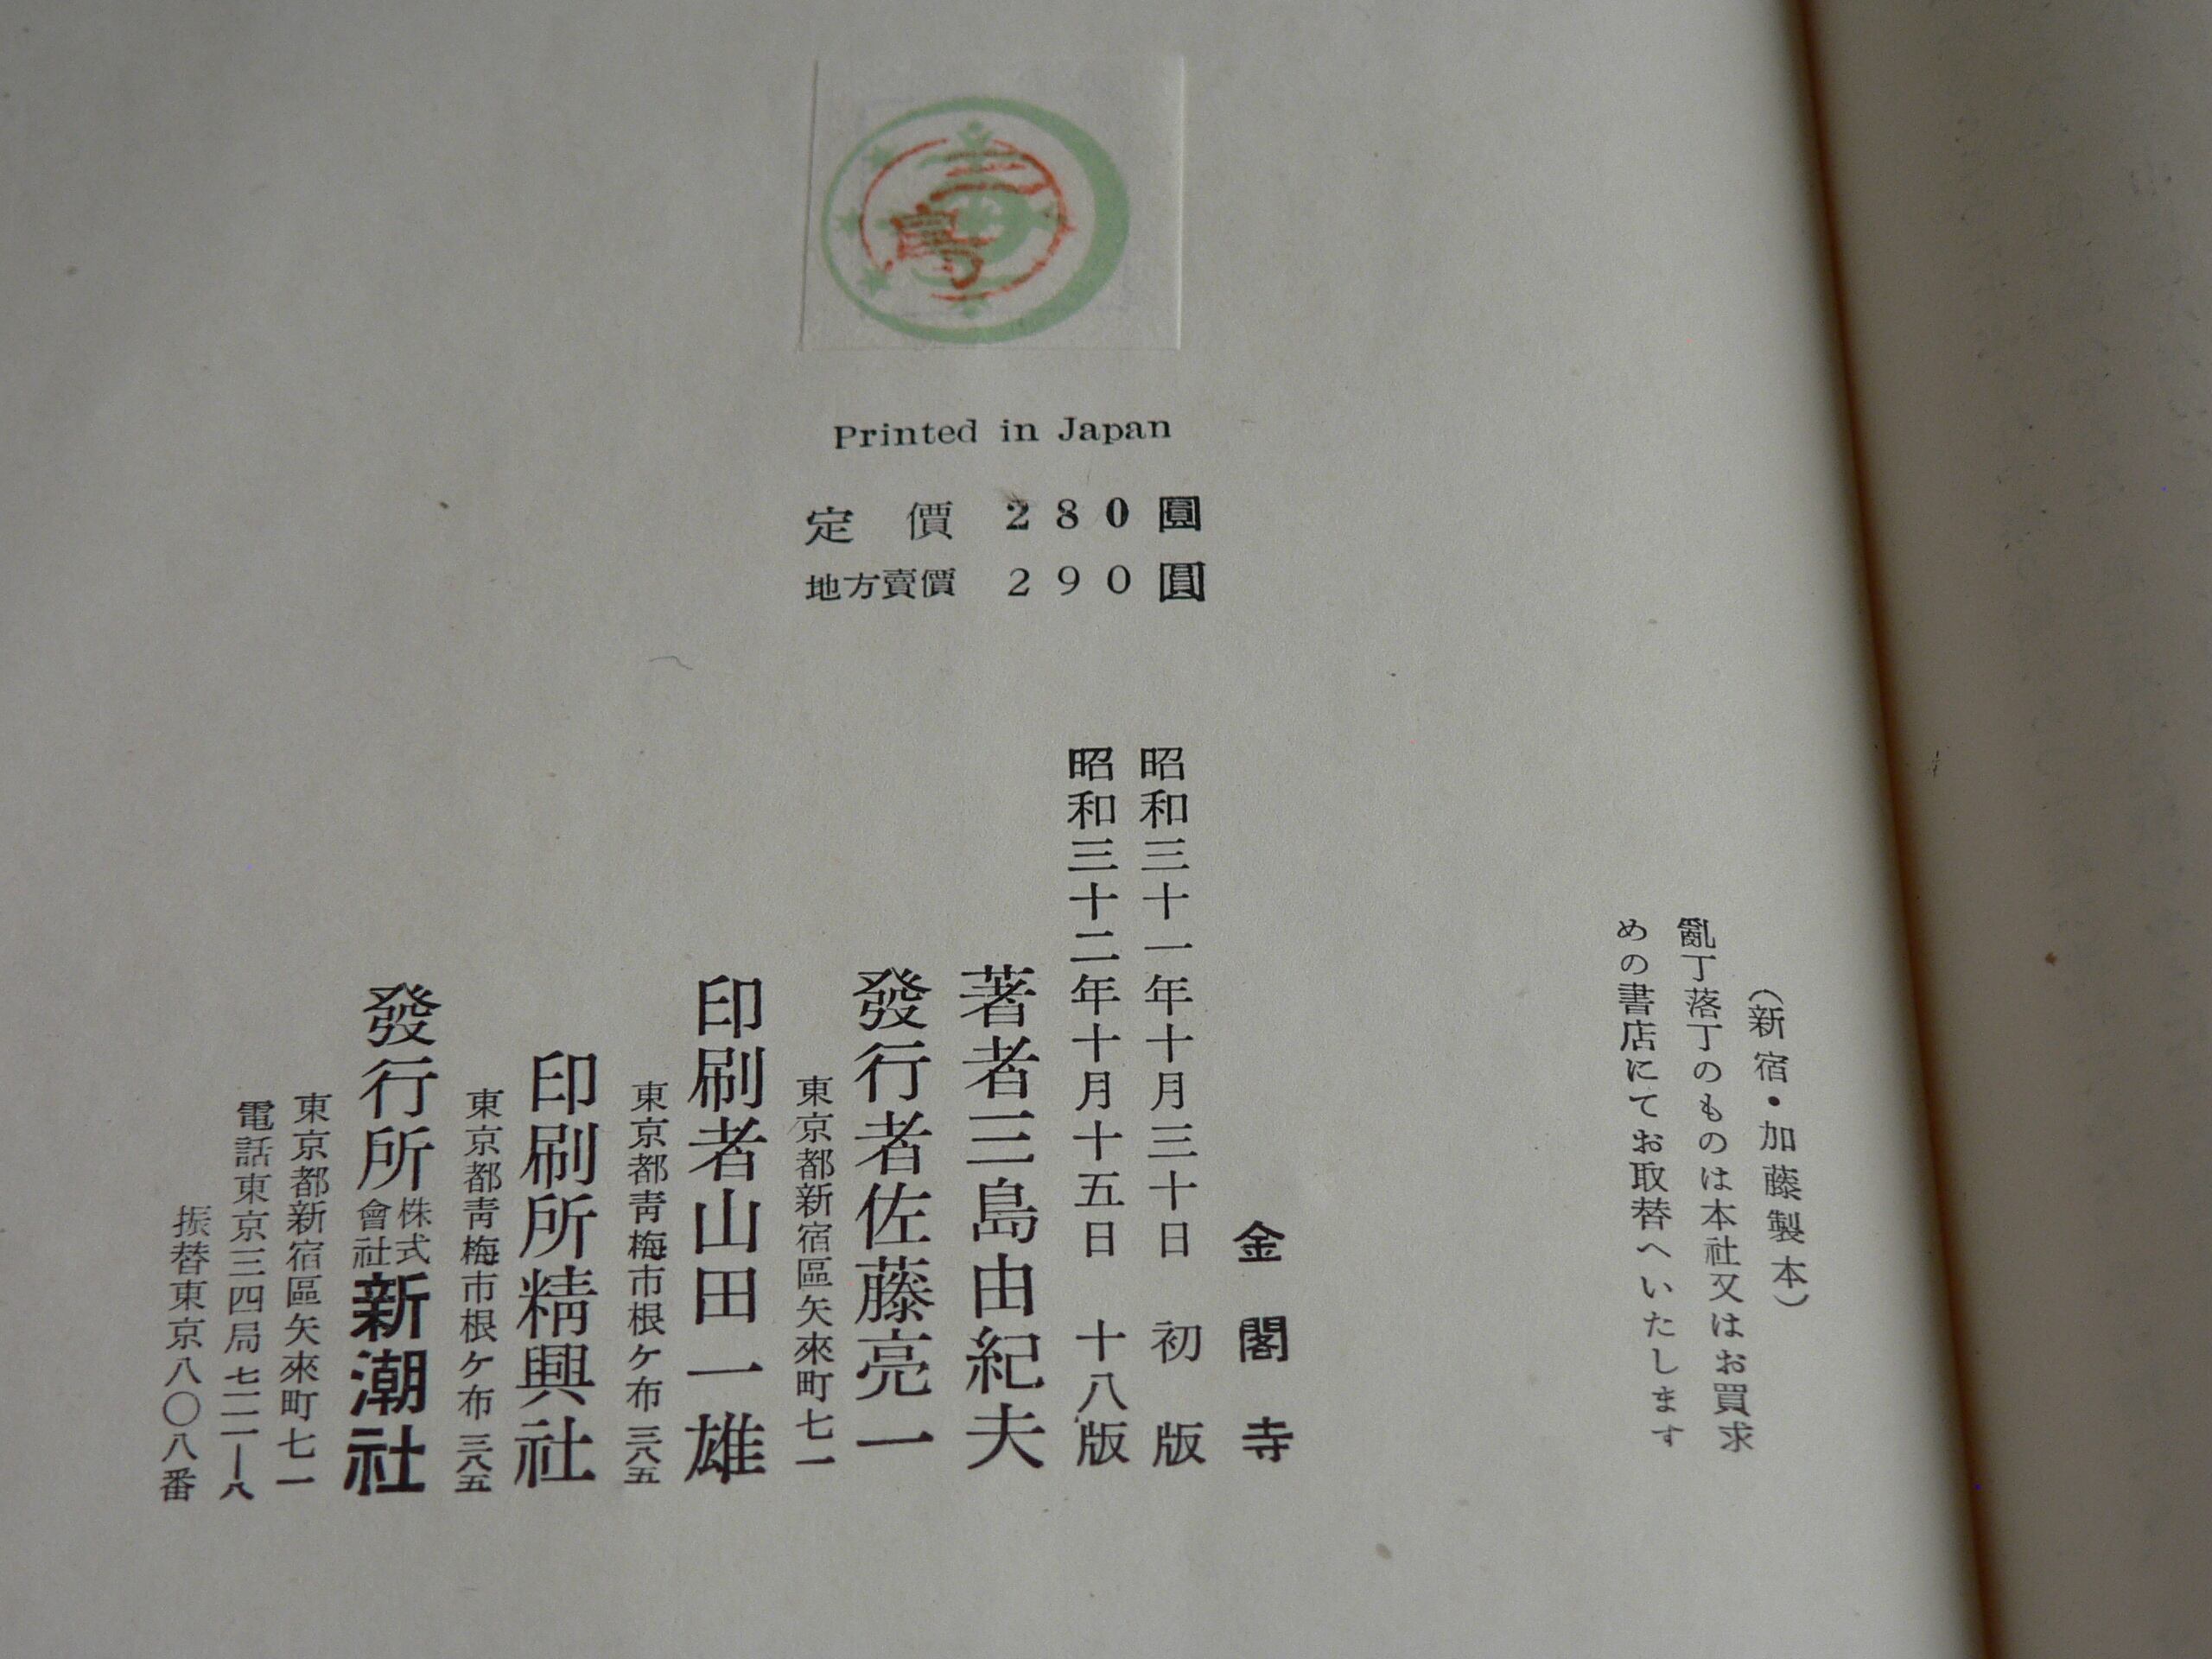 三島
Printed in Japan
定價 280圓
地方賣價 290圓
（新宿・加藤製本）
亂丁落丁のものは本社又はお買求
めの書店にてお取替へいたします
金閣寺
昭和三十一年十月三十日 初版
昭和三十二年十月十五日 十八版
著者三島由紀夫
發行者佐藤亮一
東京都新宿區矢來町七一
印刷者山田一雄
東京都靑梅市根ケ布三八五
印刷所精興社
東京都靑梅市根ケ布三八五
發行所株式會社新潮社
東京都新宿區矢來町七一
電話東京三四局七一一一—八
振替東京八〇八番